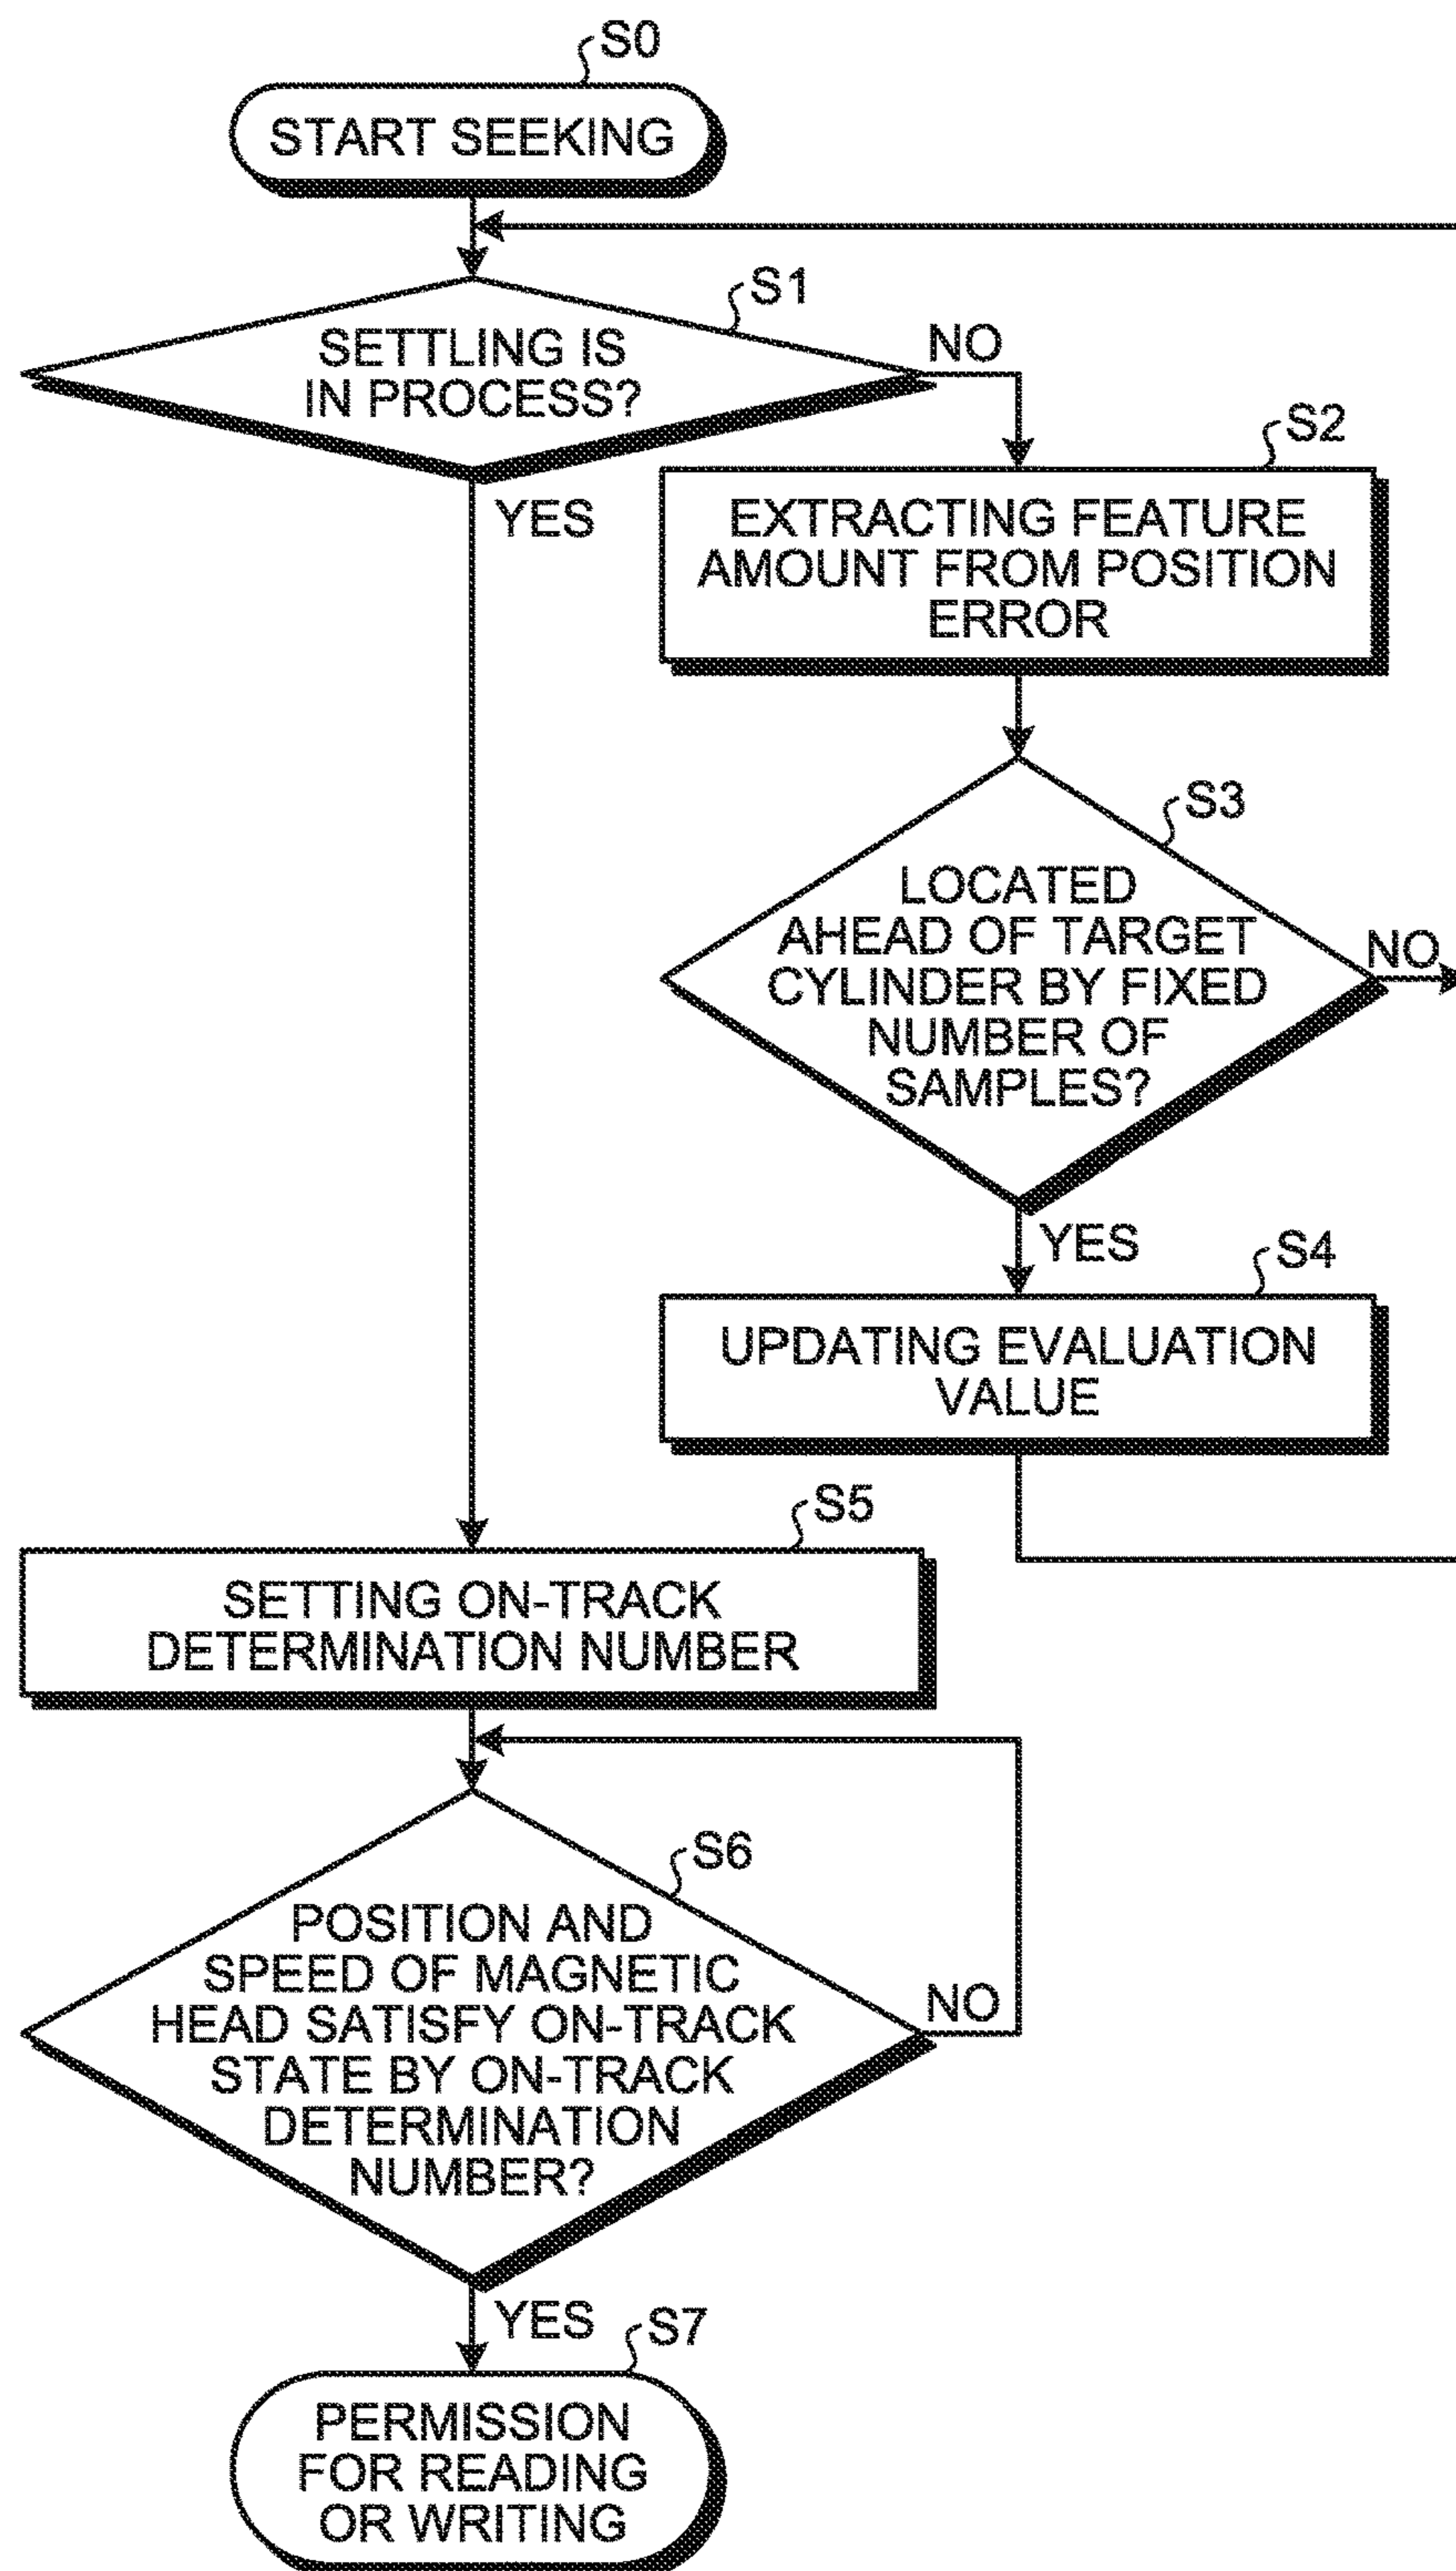 S0
START SEEKING
S1
SETTLING IS
IN PROCESS?
NO
YES
S2
EXTRACTING FEATURE
AMOUNT FROM POSITION
ERROR
S3
LOCATED
AHEAD OF TARGET
CYLINDER BY FIXED
NUMBER OF
SAMPLES?
NO
YES
S4
UPDATING EVALUATION
VALUE
S5
SETTING ON-TRACK
DETERMINATION NUMBER
S6
POSITION AND
SPEED OF MAGNETIC
HEAD SATISFY ON-TRACK
STATE BY ON-TRACK
DETERMINATION
NUMBER?
NO
YES
S7
PERMISSION
FOR READING
OR WRITING